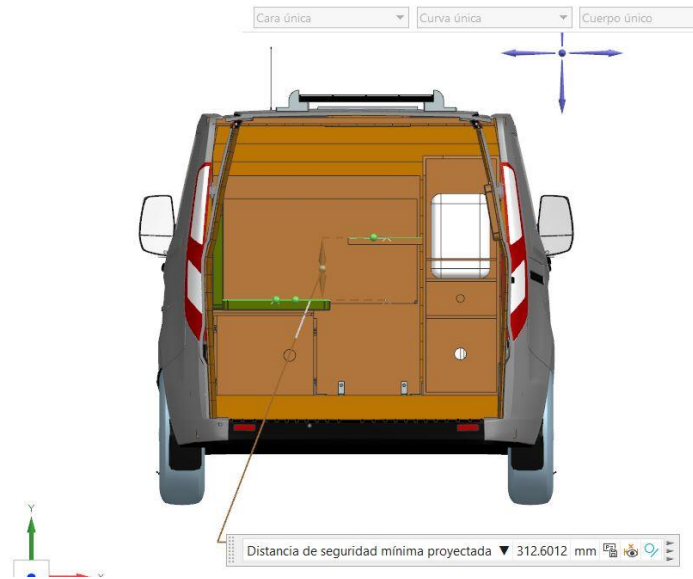 Cara única Curva única Cuerpo único
Distancia de seguridad mínima proyectada ▼ 312.6012 mm
Y
X